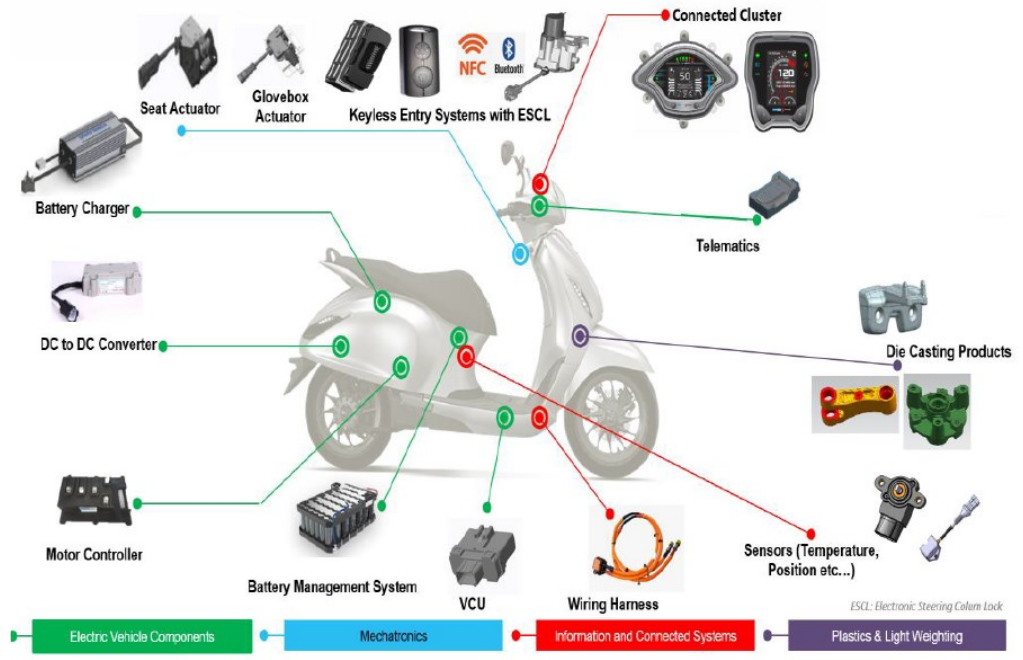 Connected Cluster
NFC
Bluetooth
Seat Actuator
Glovebox
Actuator
Keyless Entry Systems with ESCL
50
120
Battery Charger
Telematics
DC to DC Converter
Die Casting Products
Motor Controller
Battery Management System
VCU
Wiring Harness
Sensors (Temperature,
Position etc...)
ESCL: Electronic Steering Colum Lock
Electric Vehicle Components
Mechatronics
Information and Connected Systems
Plastics & Light Weighting